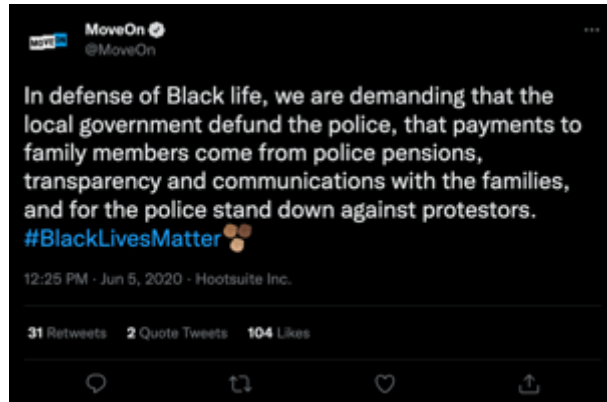 MoveOn
MOVEON
@MoveOn
In defense of Black life, we are demanding that the
local government defund the police, that payments to
family members come from police pensions,
transparency and communications with the families,
and for the police stand down against protestors.
#BlackLivesMatter
12:25 PM · Jun 5, 2020 · Hootsuite Inc.
31 Retweets 2 Quote Tweets 104 Likes